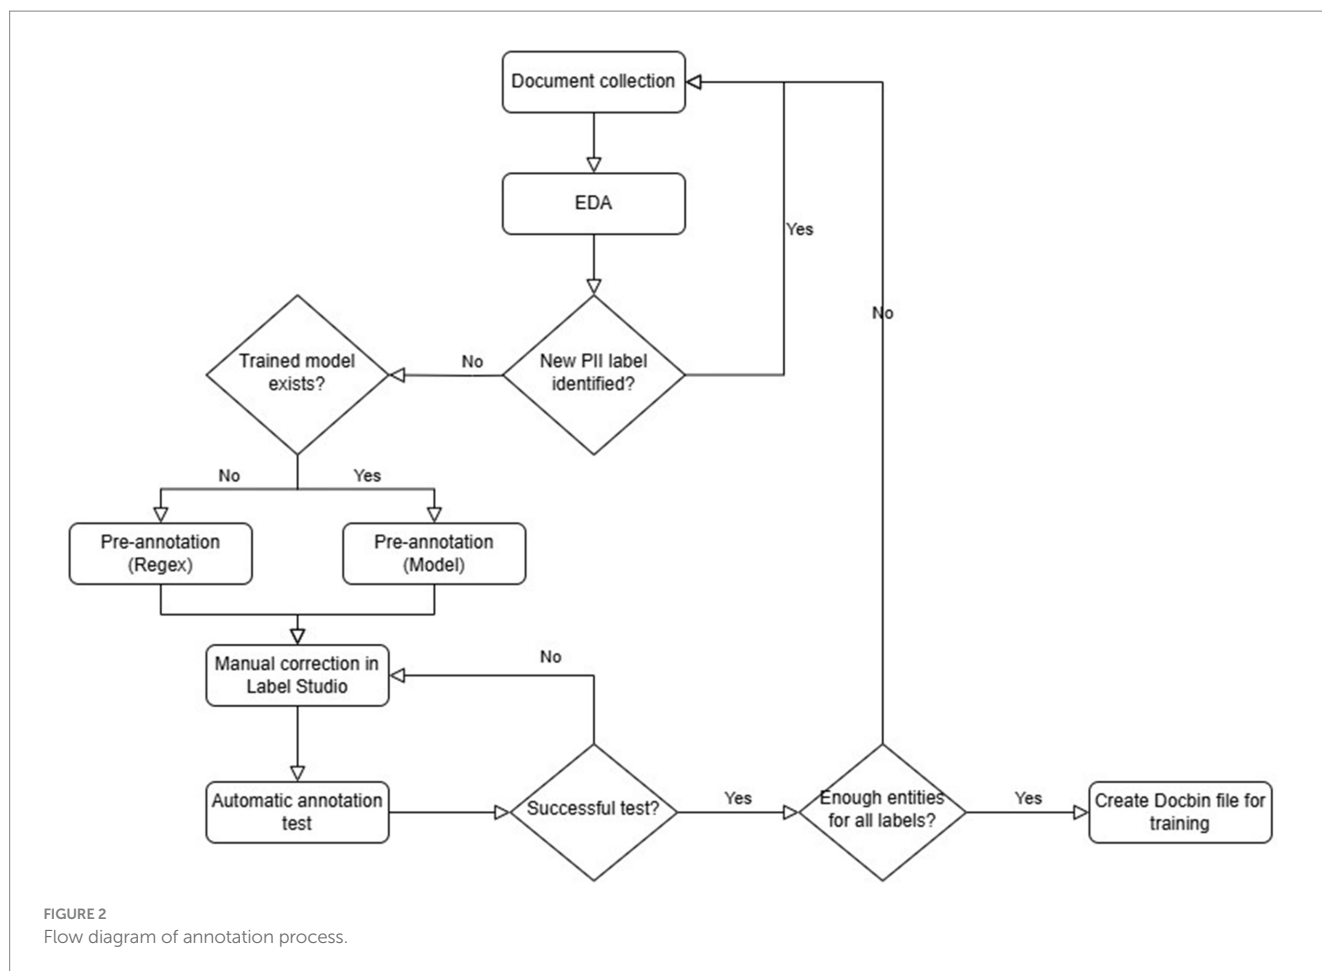 Document collection
EDA
Yes
No
Trained model
exists?
No
New PII label
identified?
No
Yes
Pre-annotation
(Regex)
Pre-annotation
(Model)
Manual correction in
Label Studio
No
Automatic annotation
test
Successful test?
Yes
Enough entities
for all labels?
Yes
Create Docbin file for
training
FIGURE 2
Flow diagram of annotation process.